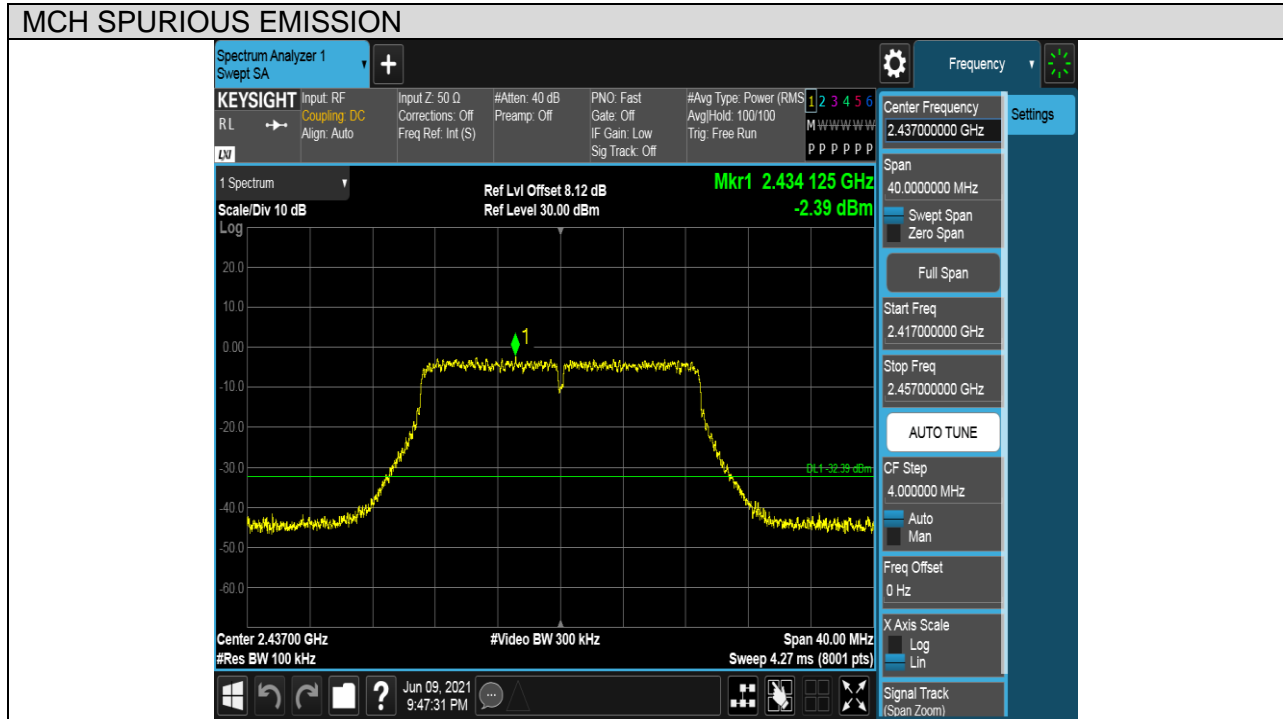 MCH SPURIOUS EMISSION
Spectrum Analyzer 1
Swept SA
Frequency
KEYSIGHT
RL
LXI
Input: RF
Coupling: DC
Align: Auto
Input Z: 50 Ω
Corrections: Off
Freq Ref: Int (S)
#Atten: 40 dB
Preamp: Off
PNO: Fast
Gate: Off
IF Gain: Low
Sig Track: Off
#Avg Type: Power (RMS
Avg|Hold: 100/100
Trig: Free Run
1 2 3 4 5 6
M W W W W W
P P P P P P
1 Spectrum
Scale/Div 10 dB
Log
Ref Lvl Offset 8.12 dB
Ref Level 30.00 dBm
Mkr1 2.434 125 GHz
-2.39 dBm
20.0
10.0
0.00
-10.0
-20.0
-30.0
-40.0
-50.0
-60.0
1
DL1 -32.39 dBm
Center 2.43700 GHz
#Res BW 100 kHz
#Video BW 300 kHz
Span 40.00 MHz
Sweep 4.27 ms (8001 pts)
Jun 09, 2021
9:47:31 PM
Center Frequency
2.437000000 GHz
Settings
Span
40.0000000 MHz
Swept Span
Zero Span
Full Span
Start Freq
2.417000000 GHz
Stop Freq
2.457000000 GHz
AUTO TUNE
CF Step
4.000000 MHz
Auto
Man
Freq Offset
0 Hz
X Axis Scale
Log
Lin
Signal Track
(Span Zoom)